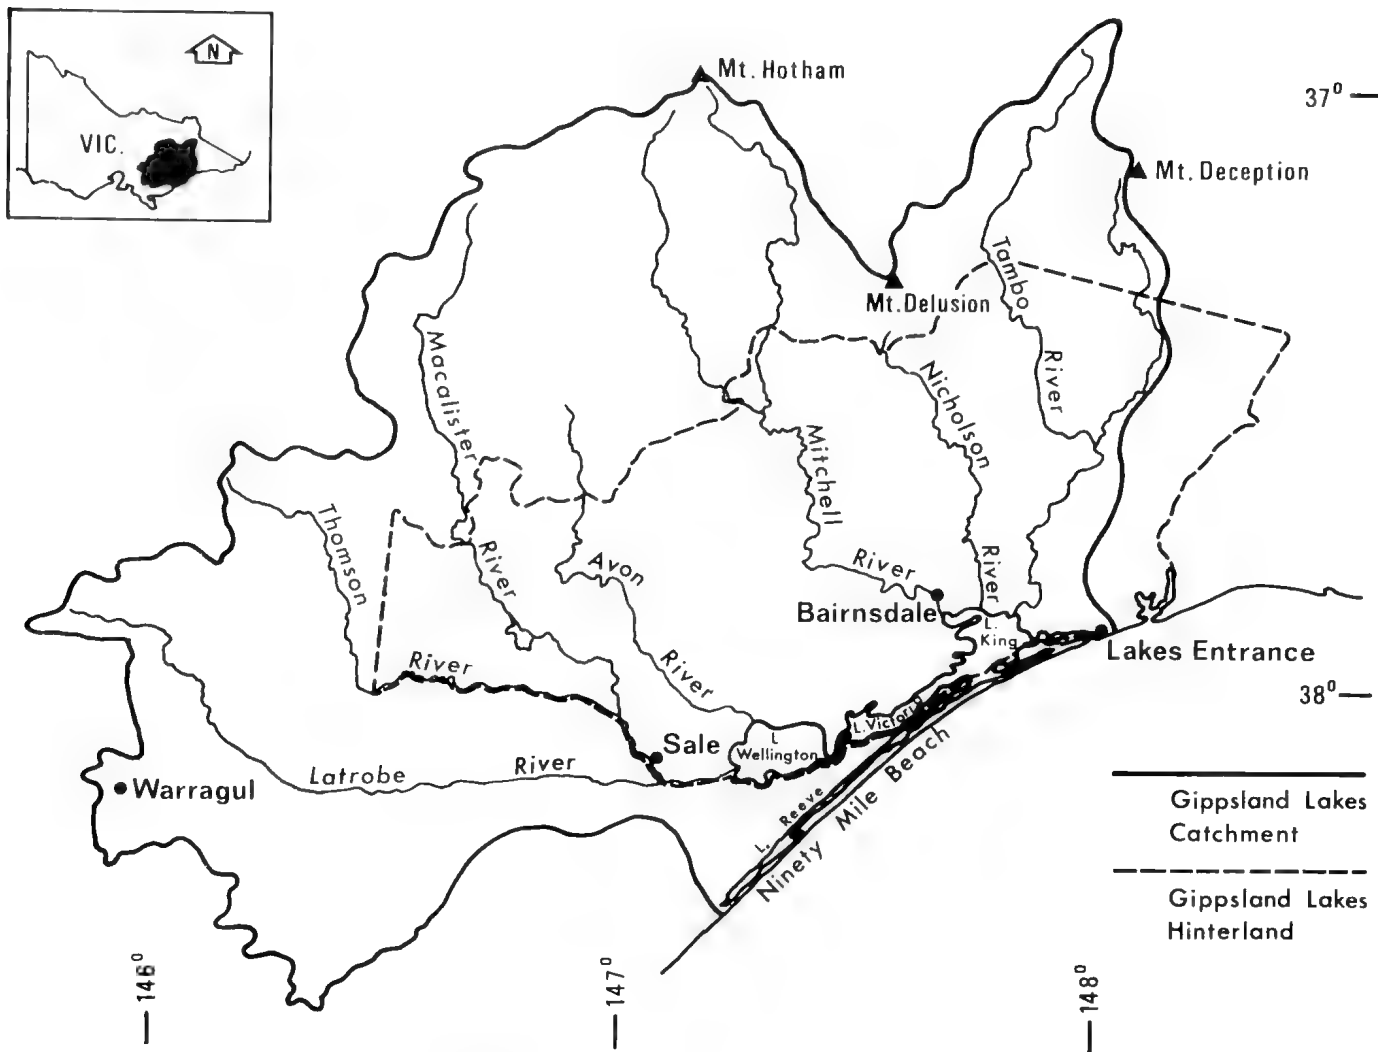 N
VIC.
Mt. Hotham
37°
Mt. Deception
Mt. Delusion
Tambo
River
Macalister
River
Nicholson
River
Mitchell
River
Thomson
River
Avon
River
Bairnsdale
L.
King
Lakes Entrance
38°
L. Victoria
Sale
L
Wellington
Latrobe River
Warragul
L. Reeve
Ninety Mile Beach
Gippsland Lakes
Catchment
Gippsland Lakes
Hinterland
146°
147°
148°